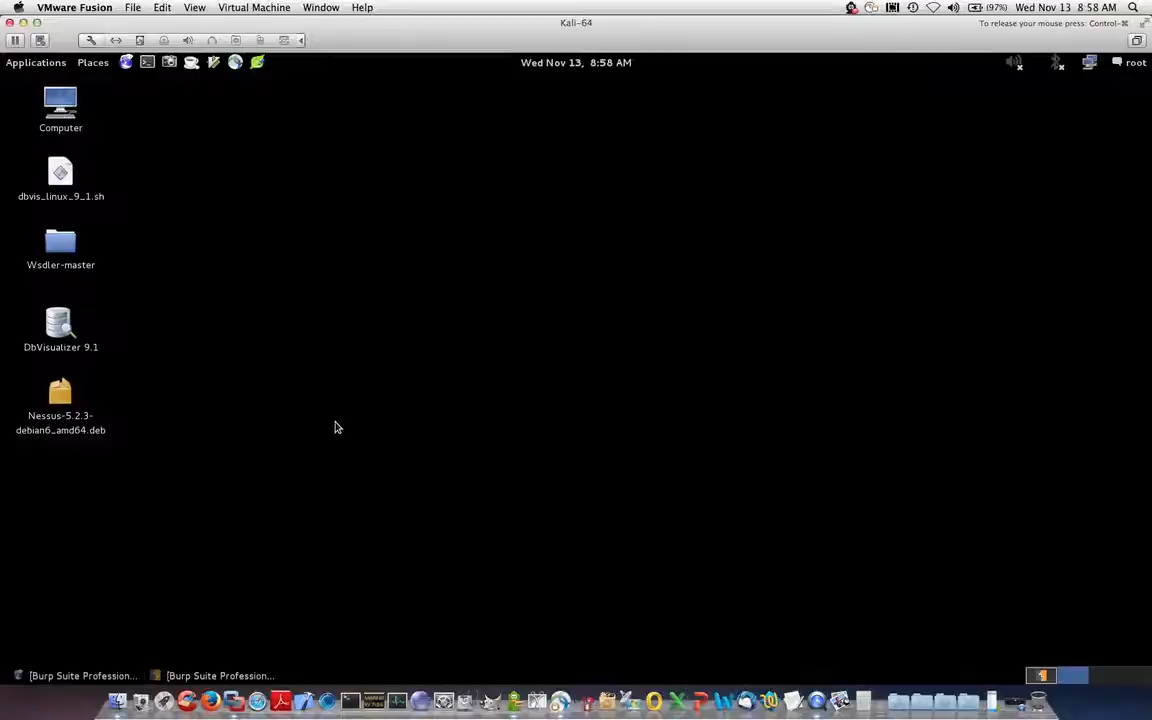 VMware Fusion File Edit View Virtual Machine Window Help (97%) Wed Nov 13 8:58 AM
Kali-64
To release your mouse press: Control-⌘
Applications Places Wed Nov 13, 8:58 AM root
Computer
dbvis_linux_9_1.sh
Wsdler-master
DbVisualizer 9.1
Nessus-5.2.3-
debian6_amd64.deb
[Burp Suite Profession... [Burp Suite Profession...